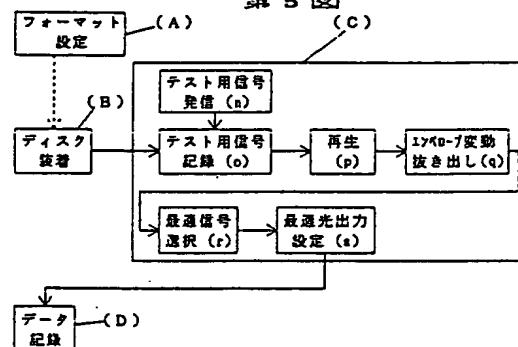 第5図
フォーマット
設定
(A)
(C)
(B)
テスト用信号
発信 (n)
ディスク
装着
テスト用信号
記録 (o)
再生
(p)
エンベロープ変動
抜き出し(q)
最適信号
選択 (r)
最適光出力
設定 (s)
データ
記録
(D)